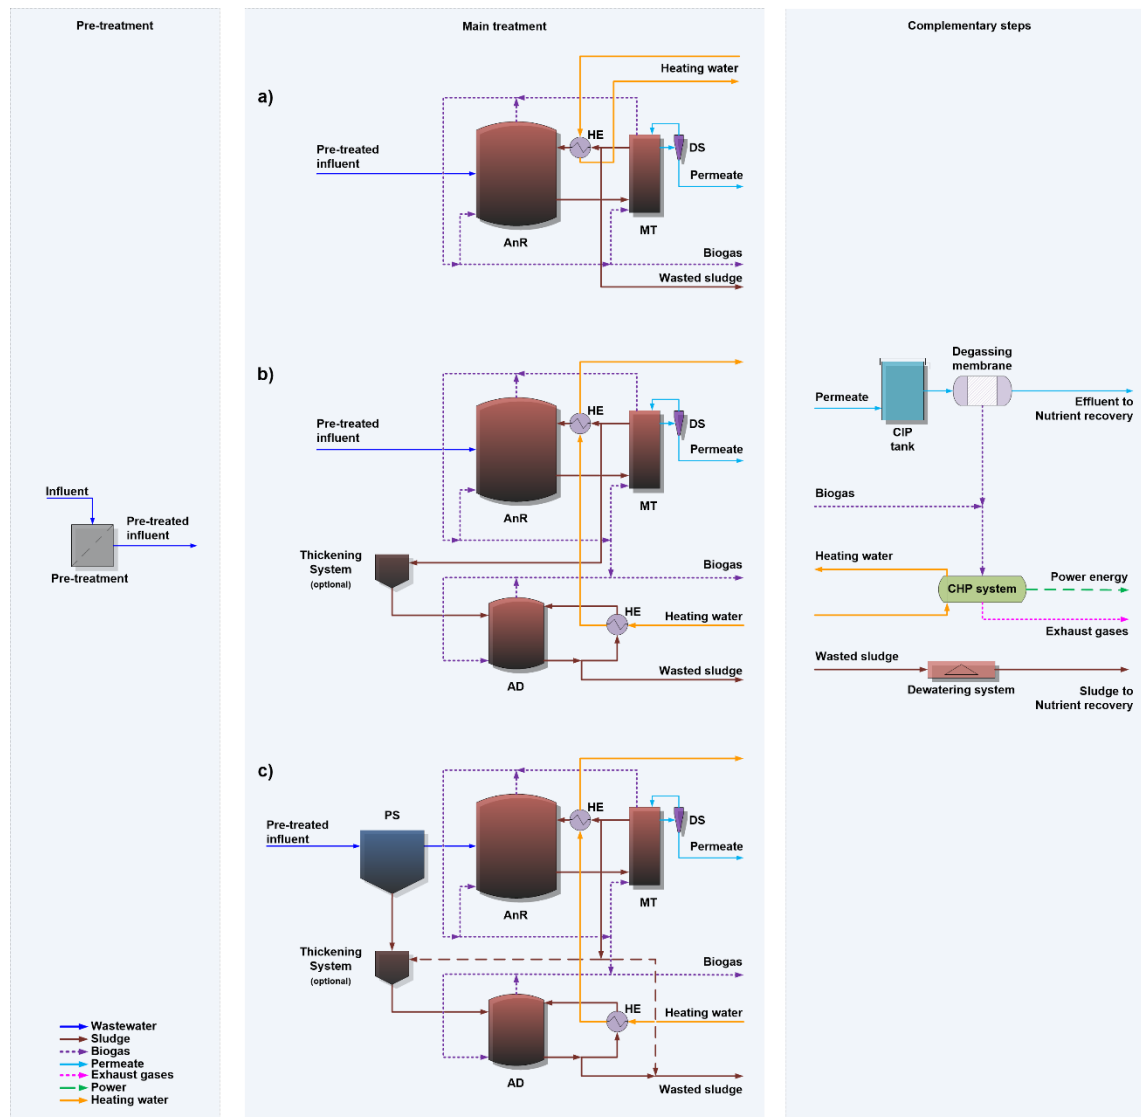 Pre-treatment
Main treatment
Complementary steps
a)
Heating water
HE
DS
Pre-treated
influent
Permeate
AnR
MT
Biogas
Wasted sludge
b)
HE
DS
Pre-treated
influent
Permeate
AnR
MT
Thickening
System
(optional)
Biogas
HE
Heating water
AD
Wasted sludge
c)
PS
HE
DS
Pre-treated
influent
Permeate
AnR
MT
Thickening
System
(optional)
Biogas
HE
Heating water
AD
Wasted sludge
Influent
Pre-treated
influent
Pre-treatment
Wastewater
Sludge
Biogas
Permeate
Exhaust gases
Power
Heating water
Degassing
membrane
Permeate
Effluent to
Nutrient recovery
CIP
tank
Biogas
Heating water
CHP system
Power energy
Exhaust gases
Wasted sludge
Dewatering system
Sludge to
Nutrient recovery